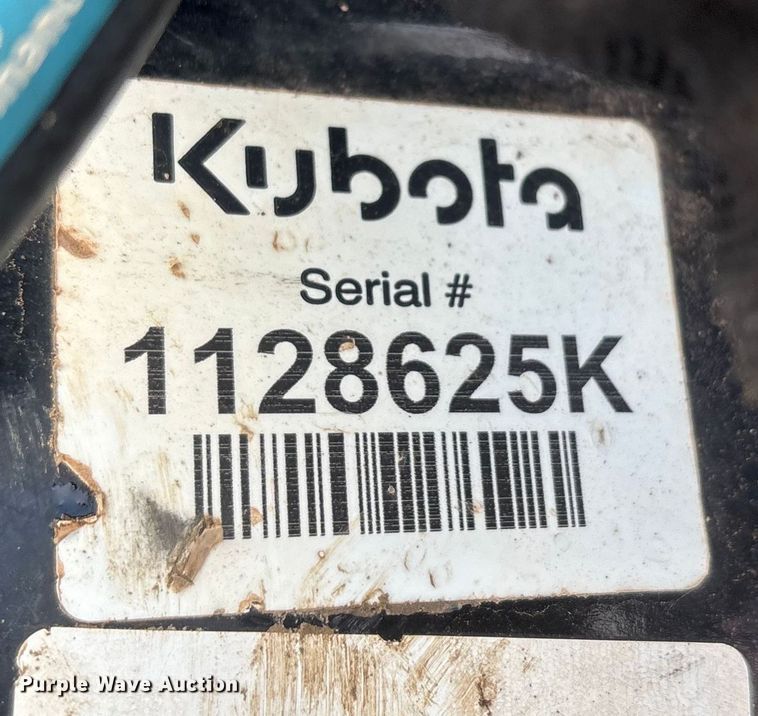 Kubota
Serial #
1128625K
Purple Wave Auction